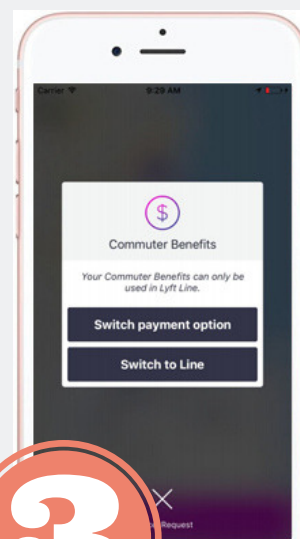 Carrier 9:29 AM
$
Commuter Benefits
Your Commuter Benefits can only be
used in Lyft Line.
Switch payment option
Switch to Line
Request
3